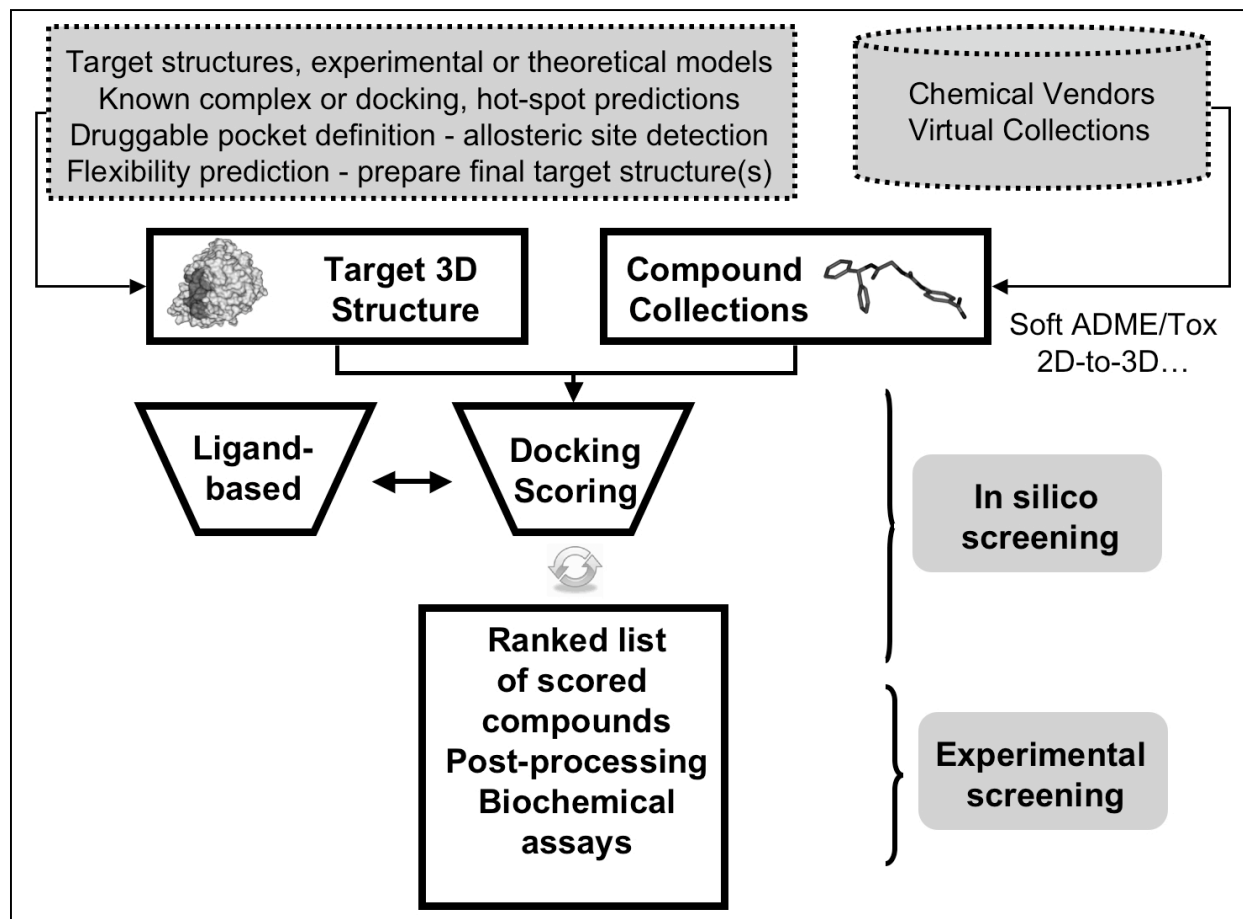 Target structures, experimental or theoretical models
Known complex or docking, hot-spot predictions
Druggable pocket definition - allosteric site detection
Flexibility prediction - prepare final target structure(s)
Chemical Vendors
Virtual Collections
Target 3D
Structure
Compound
Collections
Soft ADME/Tox
2D-to-3D…
Ligand-
based
Docking
Scoring
In silico
screening
Ranked list
of scored
compounds
Post-processing
Biochemical
assays
Experimental
screening